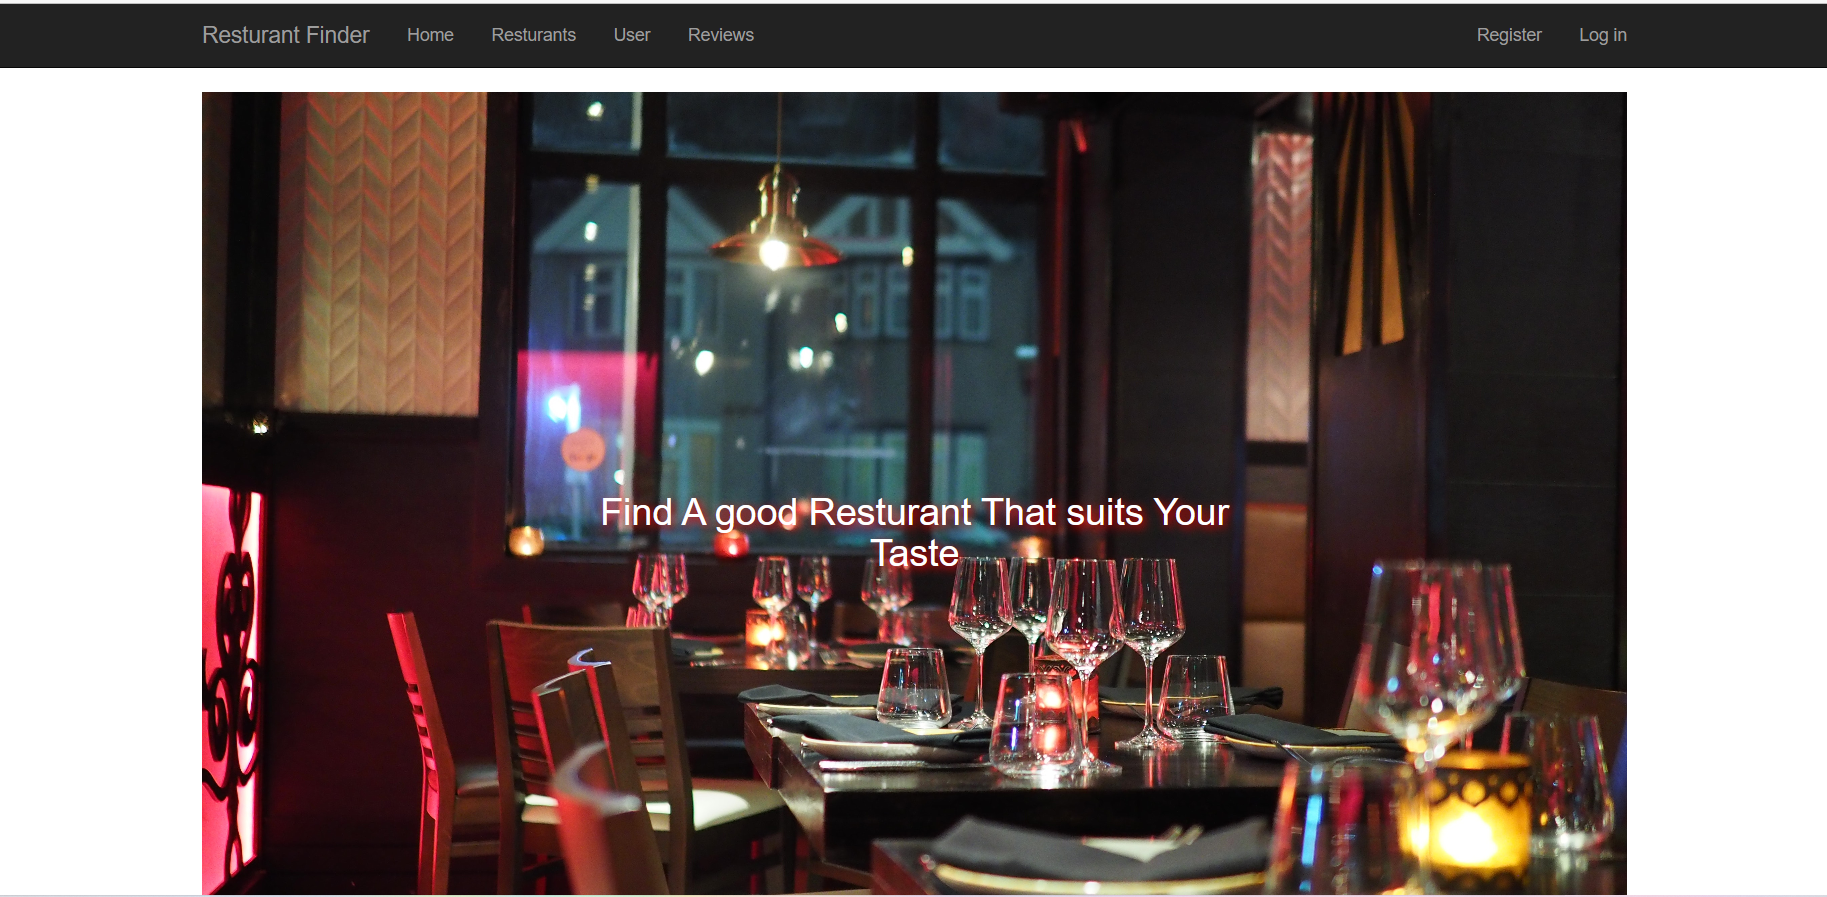 Resturant Finder Home Resturants User Reviews Register Log in
Find A good Resturant That suits Your
Taste